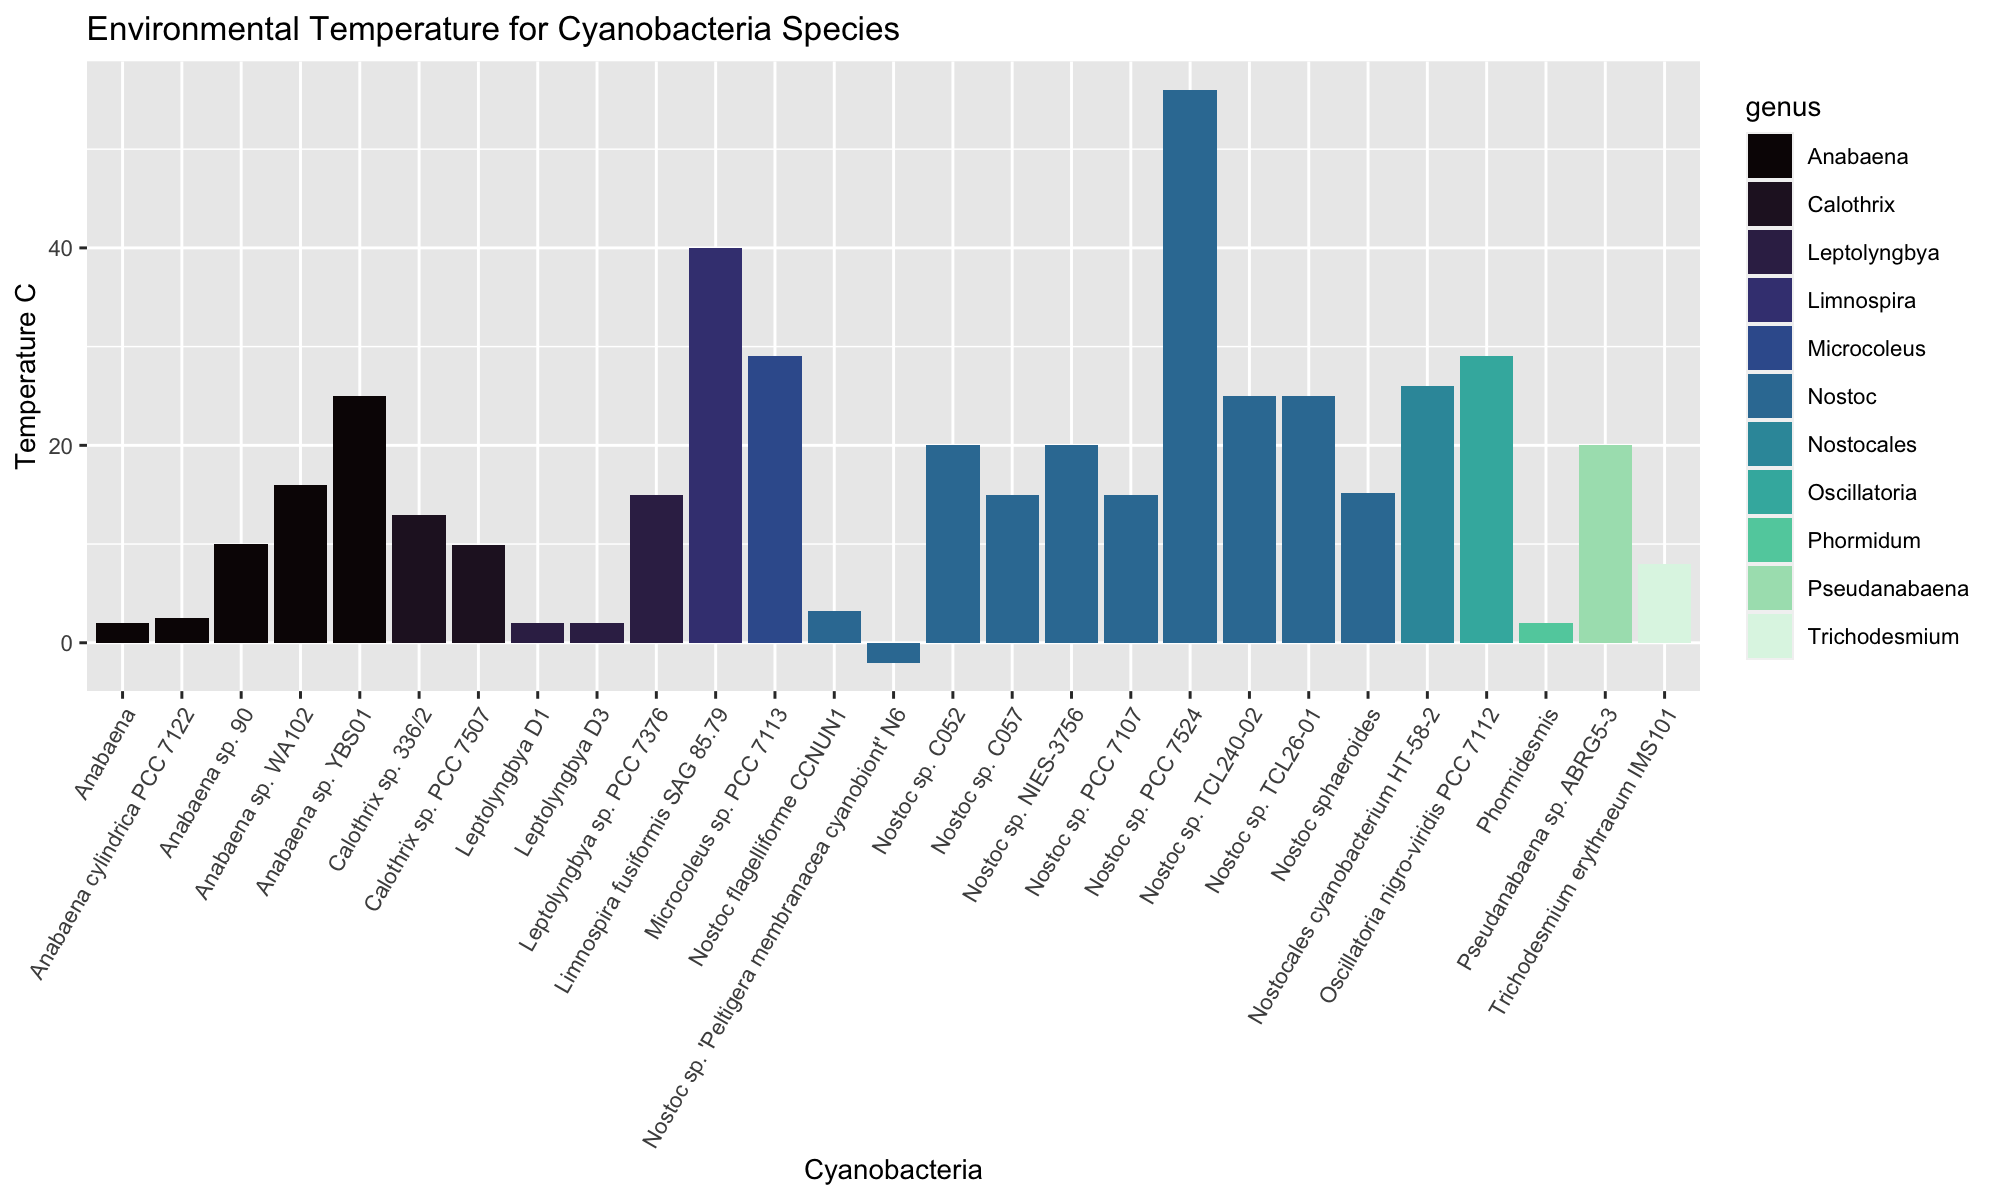 Environmental Temperature for Cyanobacteria Species
Temperature C
40
20
0
Anabaena
Anabaena cylindrica PCC 7122
Anabaena sp. 90
Anabaena sp. WA102
Anabaena sp. YBS01
Calothrix sp. 336/2
Calothrix sp. PCC 7507
Leptolyngbya D1
Leptolyngbya D3
Leptolyngbya sp. PCC 7376
Limnospira fusiformis SAG 85.79
Microcoleus sp. PCC 7113
Nostoc flagelliforme CCNUN1
Nostoc sp. 'Peltigera membranacea cyanobiont' N6
Nostoc sp. C052
Nostoc sp. C057
Nostoc sp. NIES-3756
Nostoc sp. PCC 7107
Nostoc sp. PCC 7524
Nostoc sp. TCL240-02
Nostoc sp. TCL26-01
Nostoc sphaeroides
Nostocales cyanobacterium HT-58-2
Oscillatoria nigro-viridis PCC 7112
Phormidesmis
Pseudanabaena sp. ABRG5-3
Trichodesmium erythraeum IMS101
Cyanobacteria
genus
Anabaena
Calothrix
Leptolyngbya
Limnospira
Microcoleus
Nostoc
Nostocales
Oscillatoria
Phormidum
Pseudanabaena
Trichodesmium